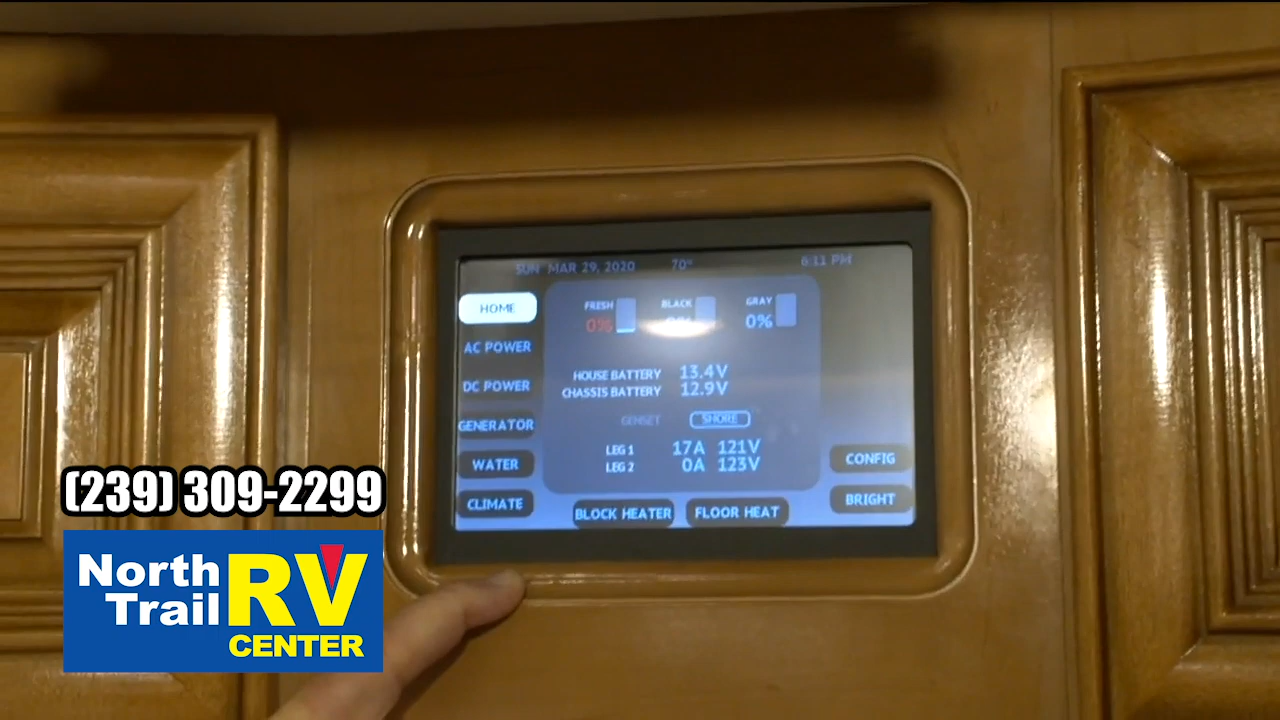 SUN MAR 29, 2020 70° 6:11 PM
HOME
FRESH BLACK GRAY
0% 0%
AC POWER
HOUSE BATTERY 13.4V
DC POWER
CHASSIS BATTERY 12.9V
GENERATOR
GENSET SHORE
LEG 1 17A 121V
WATER
LEG 2 0A 123V
CONFIG
CLIMATE
BLOCK HEATER FLOOR HEAT
BRIGHT
(239) 309-2299
North
Trail
RV
CENTER